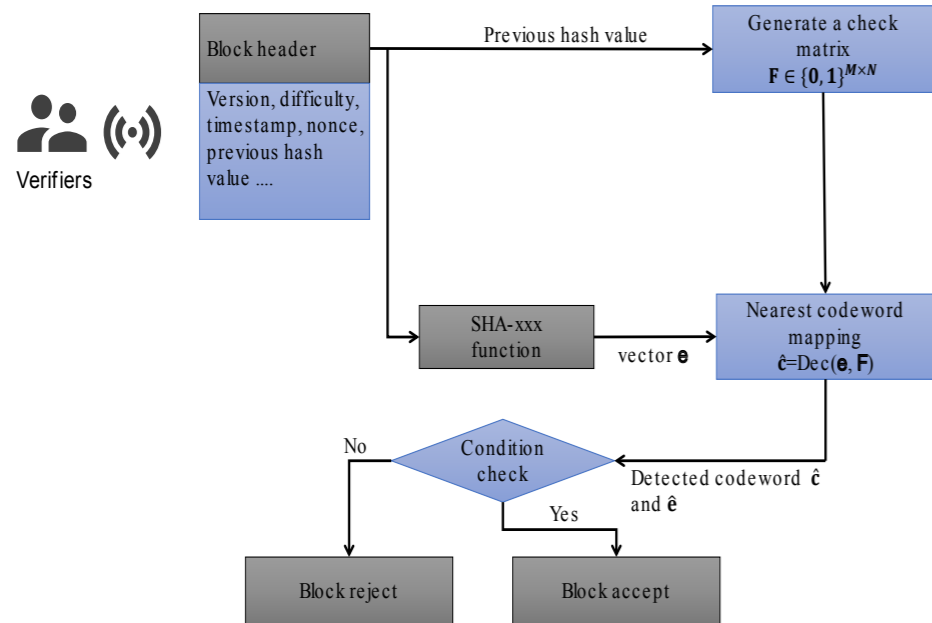 Block header
Previous hash value
Generate a check
matrix
𝐅 ∈ {𝟎, 𝟏}^{𝑴×𝑵}
Version, difficulty,
timestamp, nonce,
previous hash
value ....
Verifiers
SHA-xxx
function
vector 𝐞
Nearest codeword
mapping
𝐜̂=Dec(𝐞, 𝐅)
No
Condition
check
Detected codeword 𝐜̂
and 𝐞̂
Yes
Block reject
Block accept